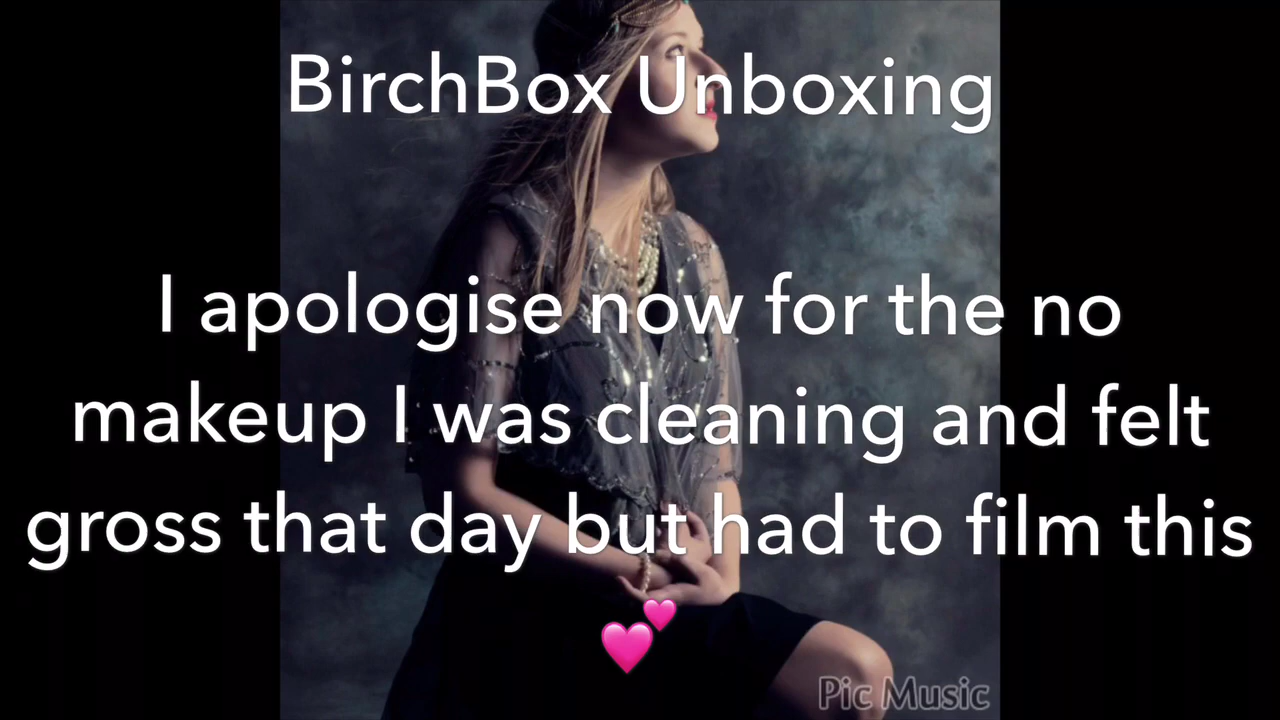 BirchBox Unboxing
I apologise now for the no
makeup I was cleaning and felt
gross that day but had to film this
💕
Pic Music